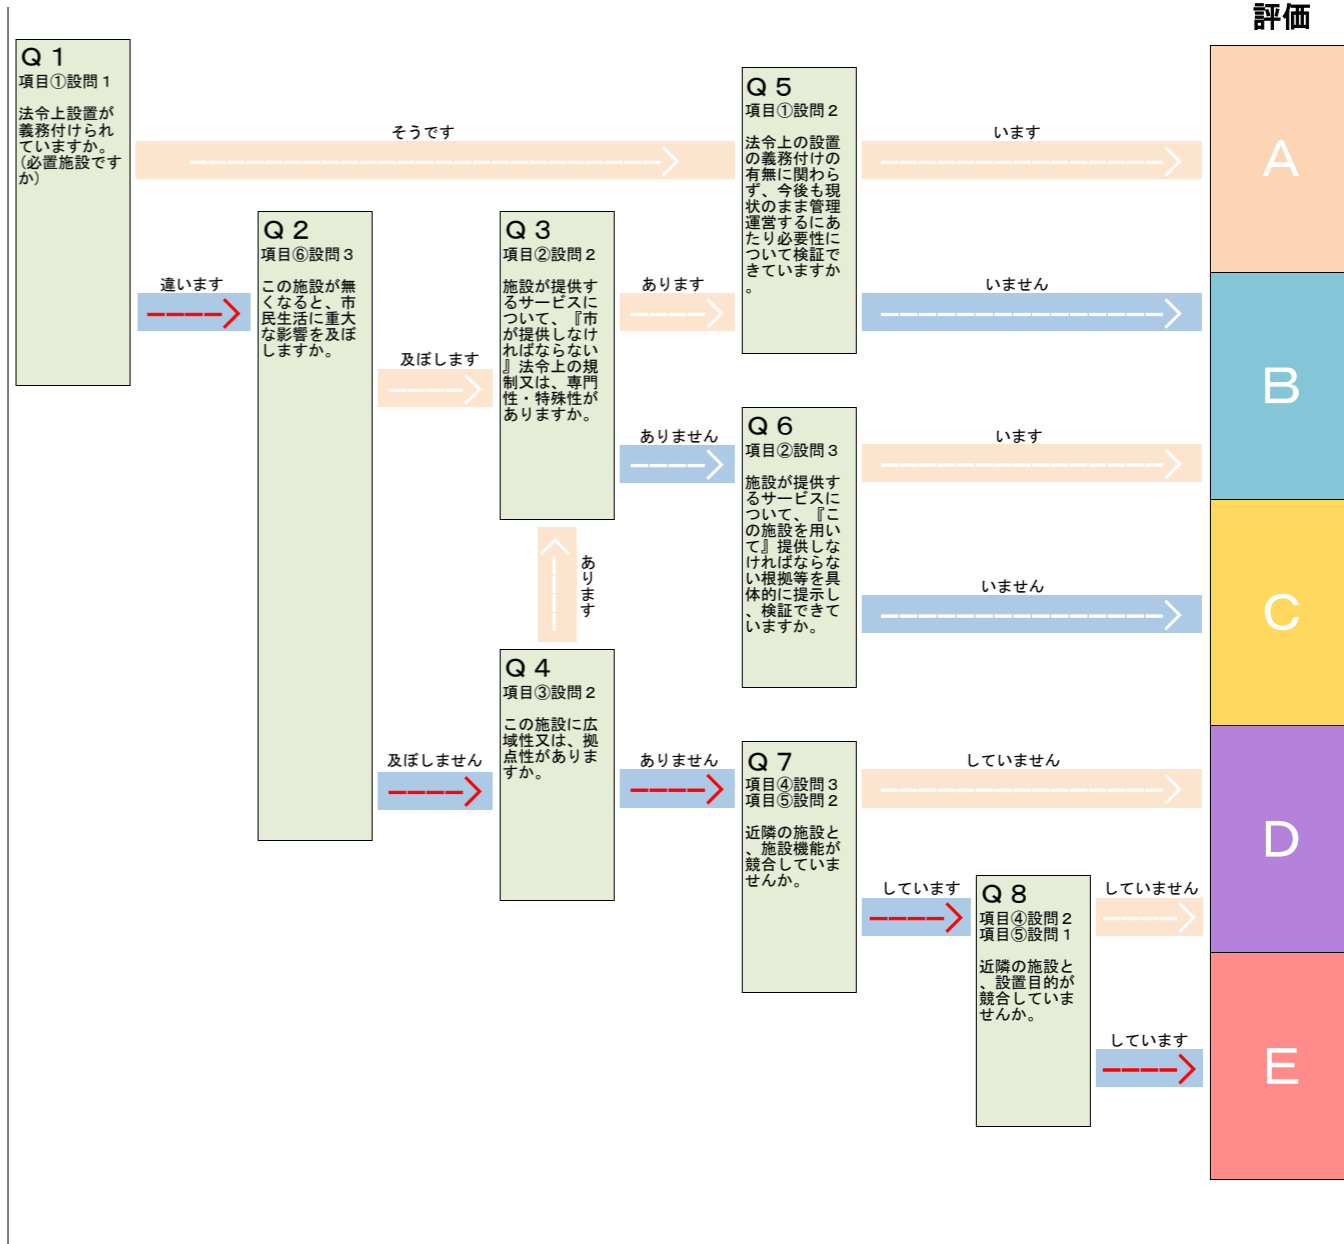 評価
Q 1
項目①設問 1
法令上設置が
義務付けられ
ていますか。
(必置施設です
か)
そうです
違います
Q 2
項目⑥設問 3
この施設が無
くなると、市
民生活に重大
な影響を及ぼ
しますか。
及ぼします
及ぼしません
Q 3
項目②設問 2
施設が提供す
るサービスに
ついて、『市
が提供しなけ
ればならない
』法令上の規
制又は、専門
性・特殊性が
ありますか。
あります
ありません
あります
Q 4
項目③設問 2
この施設に広
域性又は、拠
点性がありま
すか。
ありません
Q 5
項目①設問 2
法令上の設置
の義務付けの
有無に関わら
ず、今後も現
状のまま管理
運営するにあ
たり必要性に
ついて検証で
きていますか
。
います
いません
Q 6
項目②設問 3
施設が提供す
るサービスに
ついて、『こ
の施設を用い
て』提供しな
ければならな
い根拠等を具
体的に提示し
、検証できて
いますか。
います
いません
Q 7
項目④設問 3
項目⑤設問 2
近隣の施設と
、施設機能が
競合していま
せんか。
していません
しています
Q 8
項目④設問 2
項目⑤設問 1
近隣の施設と
、設置目的が
競合していま
せんか。
していません
しています
A
B
C
D
E